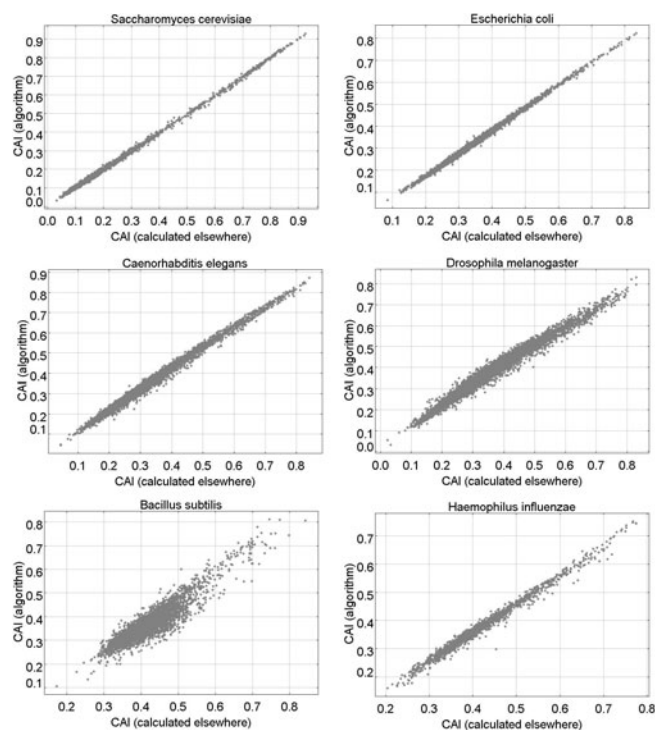 Saccharomyces cerevisiae
CAI (algorithm)
0.9
0.8
0.7
0.6
0.5
0.4
0.3
0.2
0.1
0.0
0.0 0.1 0.2 0.3 0.4 0.5 0.6 0.7 0.8 0.9
CAI (calculated elsewhere)
Escherichia coli
CAI (algorithm)
0.8
0.7
0.6
0.5
0.4
0.3
0.2
0.1
0.1 0.2 0.3 0.4 0.5 0.6 0.7 0.8
CAI (calculated elsewhere)
Caenorhabditis elegans
CAI (algorithm)
0.9
0.8
0.7
0.6
0.5
0.4
0.3
0.2
0.1
0.1 0.2 0.3 0.4 0.5 0.6 0.7 0.8
CAI (calculated elsewhere)
Drosophila melanogaster
CAI (algorithm)
0.8
0.7
0.6
0.5
0.4
0.3
0.2
0.1
0.0
0.0 0.1 0.2 0.3 0.4 0.5 0.6 0.7 0.8
CAI (calculated elsewhere)
Bacillus subtilis
CAI (algorithm)
0.8
0.7
0.6
0.5
0.4
0.3
0.2
0.1
0.2 0.3 0.4 0.5 0.6 0.7 0.8
CAI (calculated elsewhere)
Haemophilus influenzae
CAI (algorithm)
0.7
0.6
0.5
0.4
0.3
0.2
0.2 0.3 0.4 0.5 0.6 0.7 0.8
CAI (calculated elsewhere)